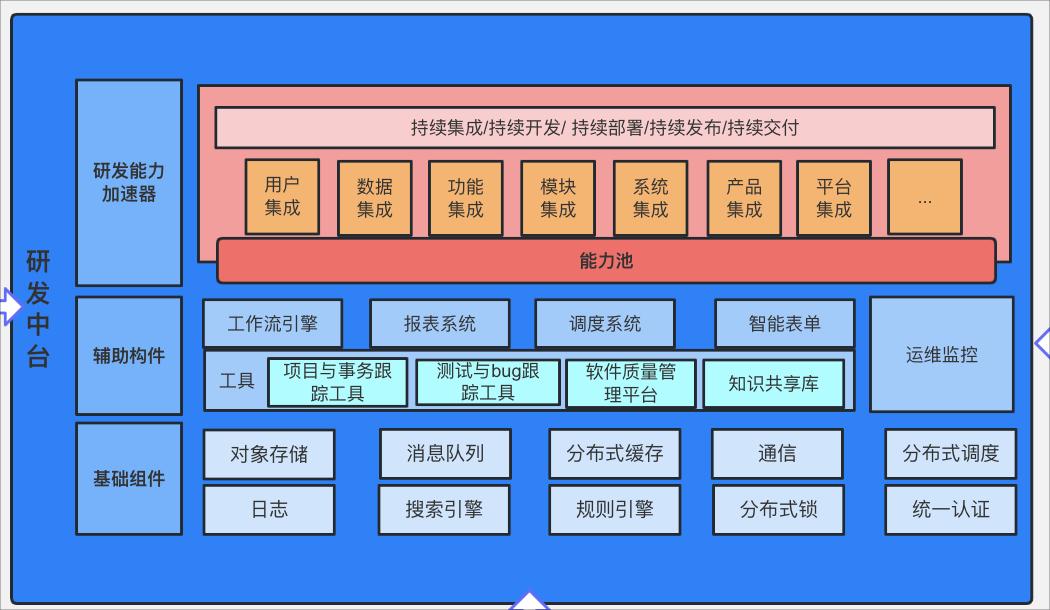 研
发
中
台
研发能力
加速器
持续集成/持续开发/ 持续部署/持续发布/持续交付
用户
集成
数据
集成
功能
集成
模块
集成
系统
集成
产品
集成
平台
集成
...
能力池
辅助构件
工作流引擎
报表系统
调度系统
智能表单
运维监控
工具
项目与事务跟
踪工具
测试与bug跟
踪工具
软件质量管
理平台
知识共享库
基础组件
对象存储
消息队列
分布式缓存
通信
分布式调度
日志
搜索引擎
规则引擎
分布式锁
统一认证